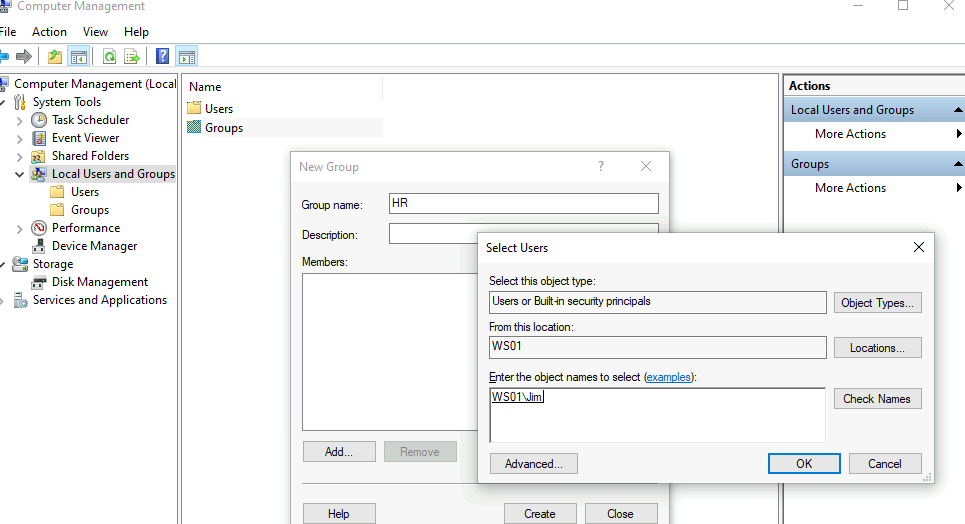 Computer Management
File Action View Help
Computer Management (Local
System Tools
Task Scheduler
Event Viewer
Shared Folders
Local Users and Groups
Users
Groups
Performance
Device Manager
Storage
Disk Management
Services and Applications
Name
Users
Groups
Actions
Local Users and Groups
More Actions
Groups
More Actions
New Group
?
Group name: HR
Description:
Members:
Add... Remove
Help Create Close
Select Users
Select this object type:
Users or Built-in security principals Object Types...
From this location:
WS01 Locations...
Enter the object names to select (examples):
WS01\Jim Check Names
Advanced... OK Cancel